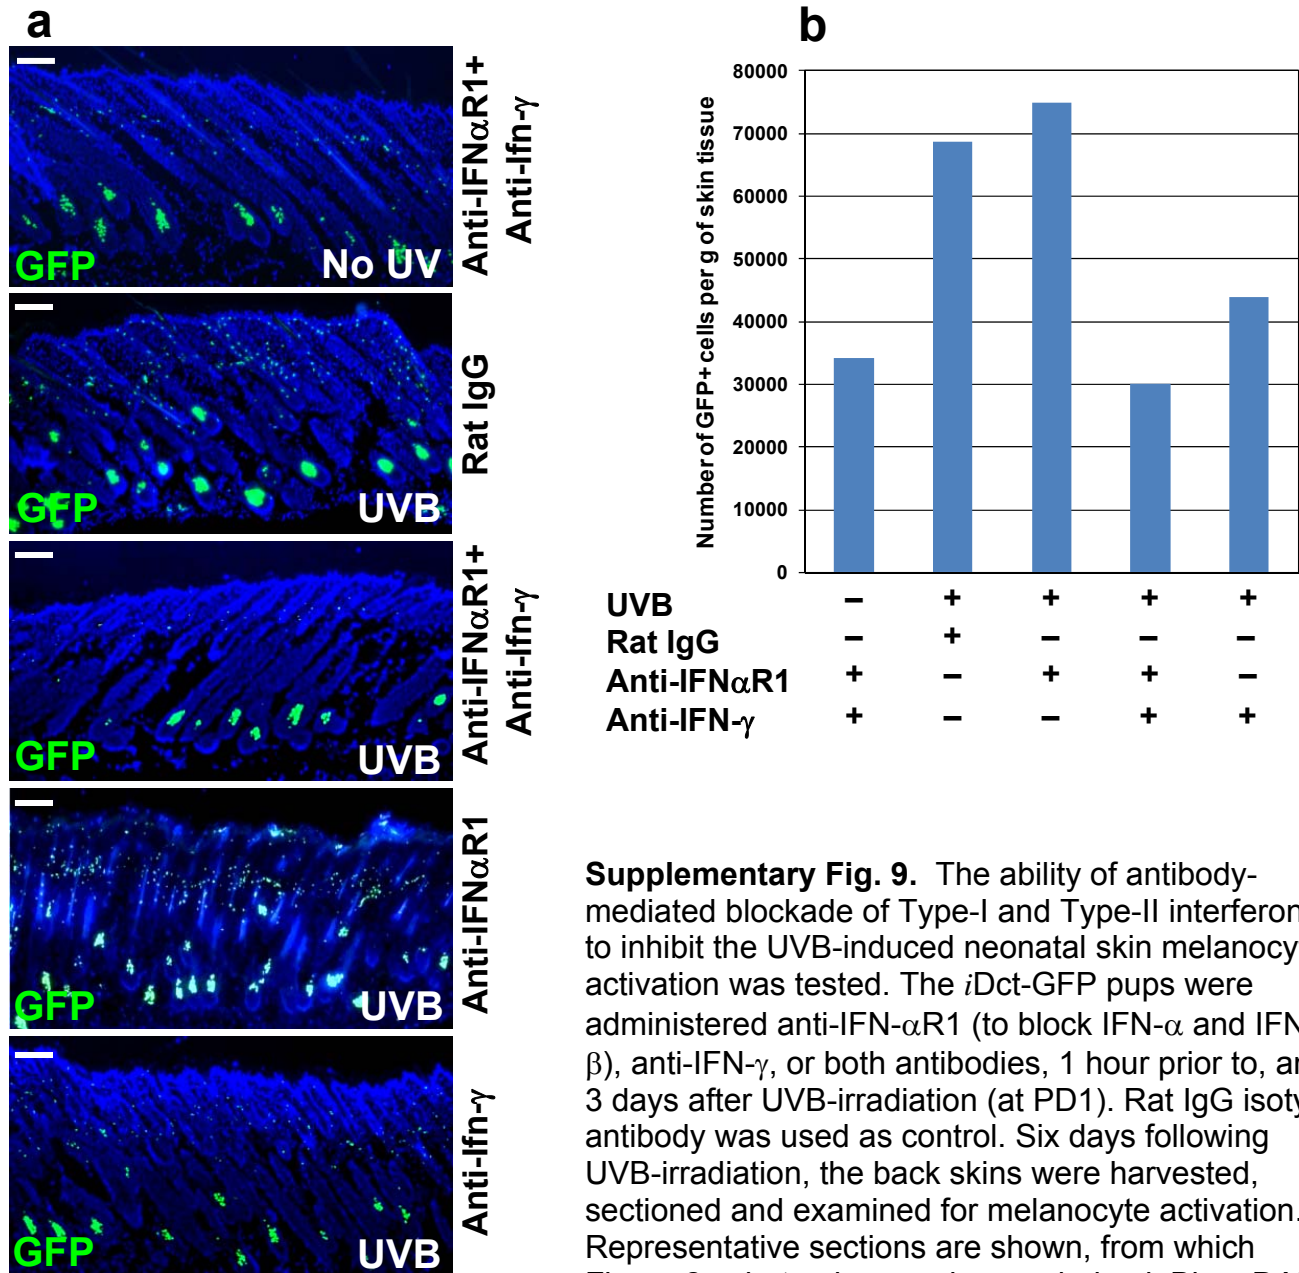 a
Anti-IFNαR1+
Anti-Ifn-γ
GFP
No UV
Rat IgG
GFP
UVB
Anti-IFNαR1+
Anti-Ifn-γ
GFP
UVB
Anti-IFNαR1
GFP
UVB
Anti-Ifn-γ
GFP
UVB
b
Number of GFP+ cells per g of skin tissue
80000
70000
60000
50000
40000
30000
20000
10000
0
UVB – + + + +
Rat IgG – + – – –
Anti-IFNαR1 + – + + –
Anti-IFN-γ + – – + +
Supplementary Fig. 9. The ability of antibody-
mediated blockade of Type-I and Type-II interferon
to inhibit the UVB-induced neonatal skin melanocy
activation was tested. The iDct-GFP pups were
administered anti-IFN-αR1 (to block IFN-α and IFN
β), anti-IFN-γ, or both antibodies, 1 hour prior to, an
3 days after UVB-irradiation (at PD1). Rat IgG isoty
antibody was used as control. Six days following
UVB-irradiation, the back skins were harvested,
sectioned and examined for melanocyte activation.
Representative sections are shown, from which